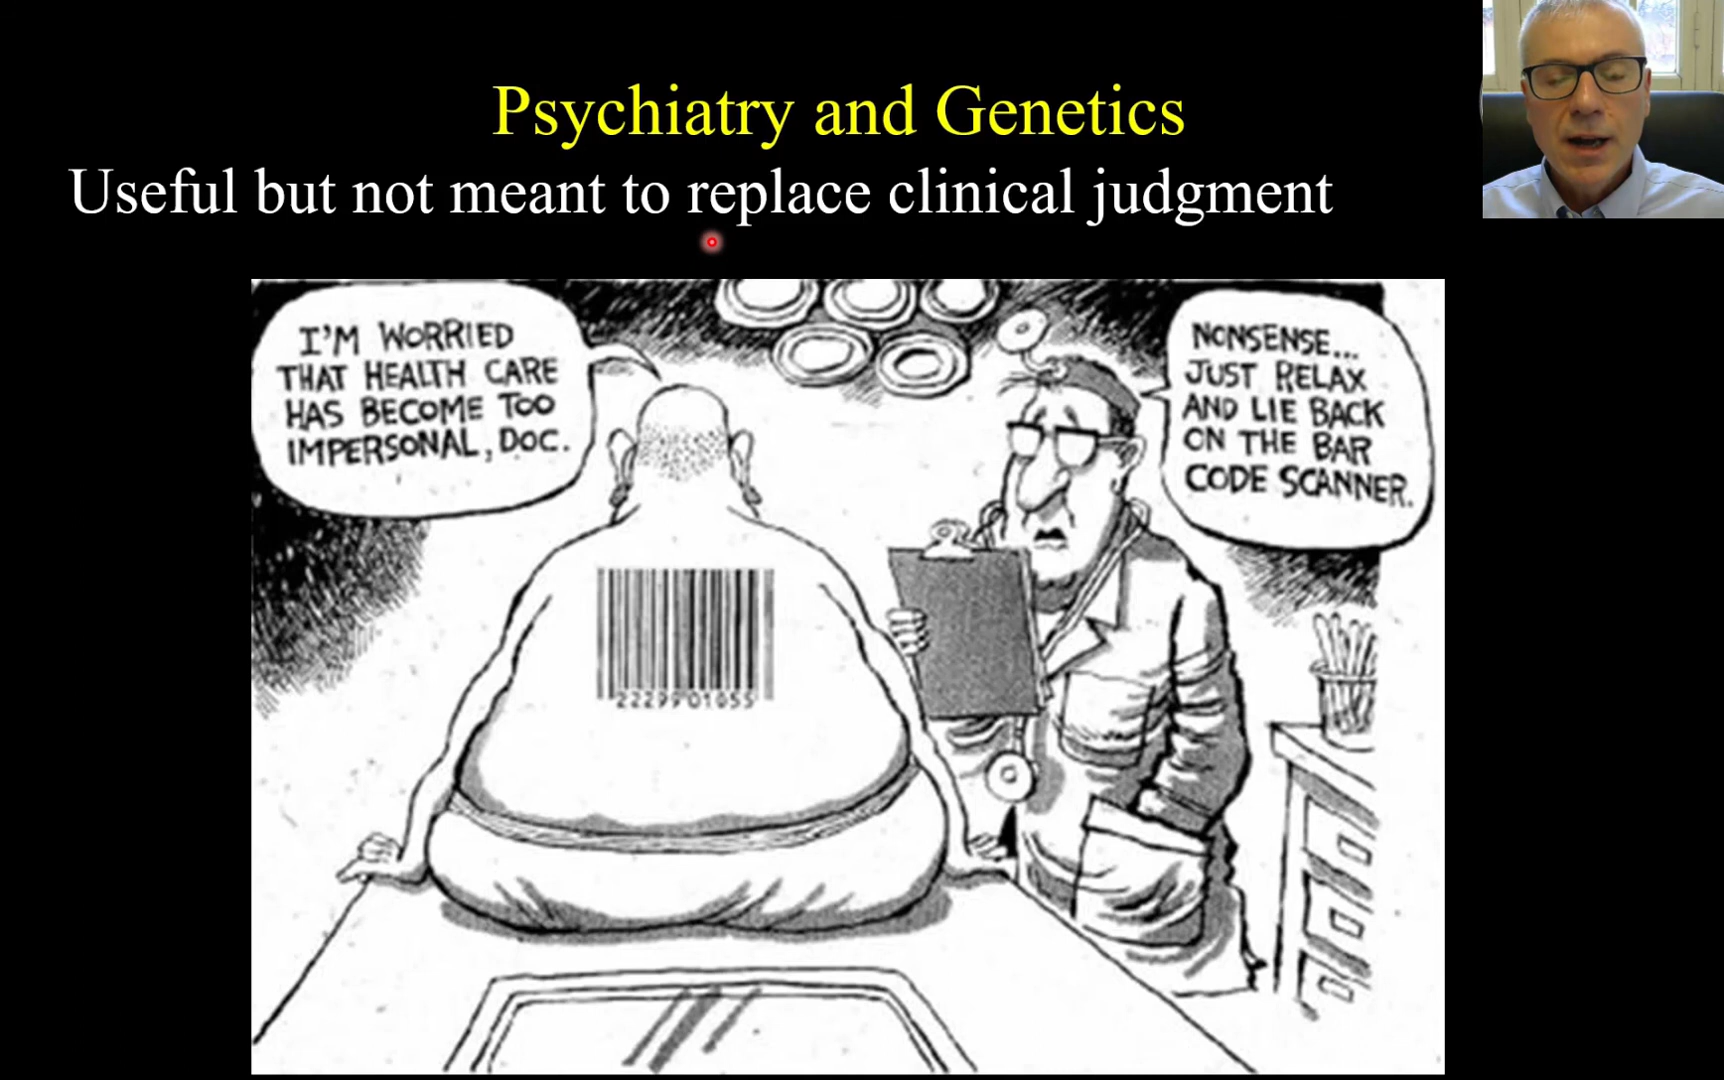 Psychiatry and Genetics
Useful but not meant to replace clinical judgment
I'M WORRIED
THAT HEALTH CARE
HAS BECOME TOO
IMPERSONAL, DOC.
NONSENSE...
JUST RELAX
AND LIE BACK
ON THE BAR
CODE SCANNER.